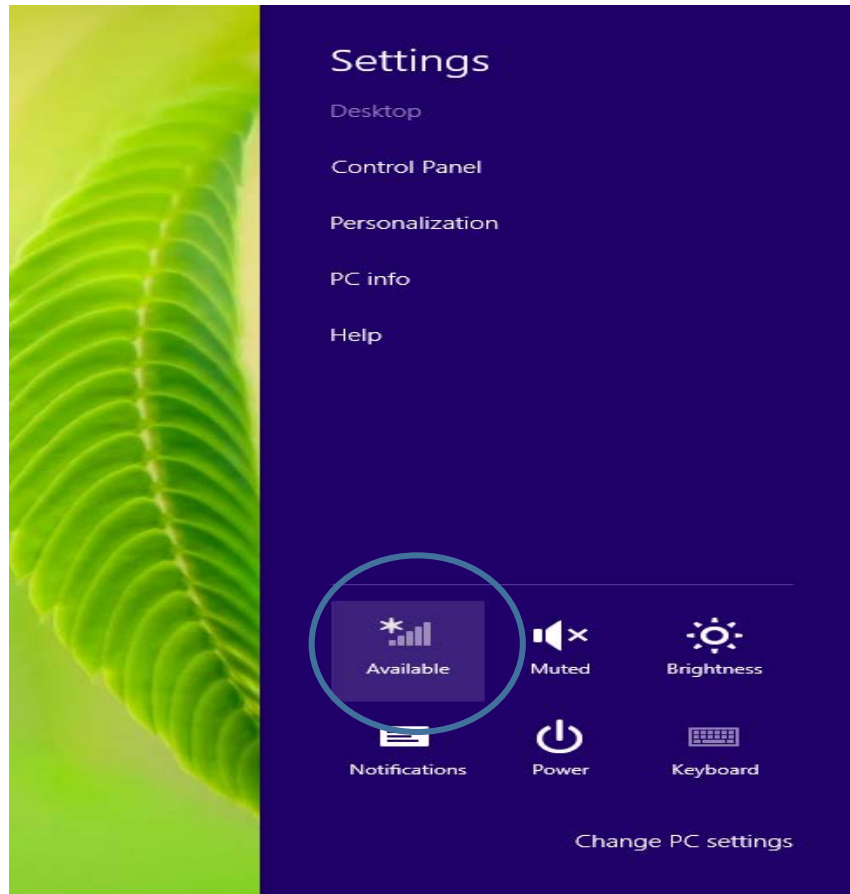 Settings
Desktop
Control Panel
Personalization
PC info
Help
Available Muted Brightness
Notifications Power Keyboard
Change PC settings